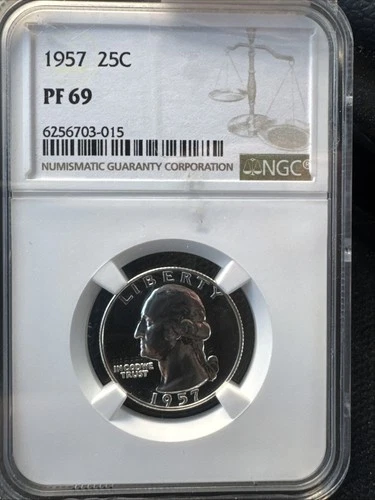 1957 25C
PF 69
6256703-015
NUMISMATIC GUARANTY CORPORATION
NGC®
LIBERTY
IN GOD WE
TRUST
1957